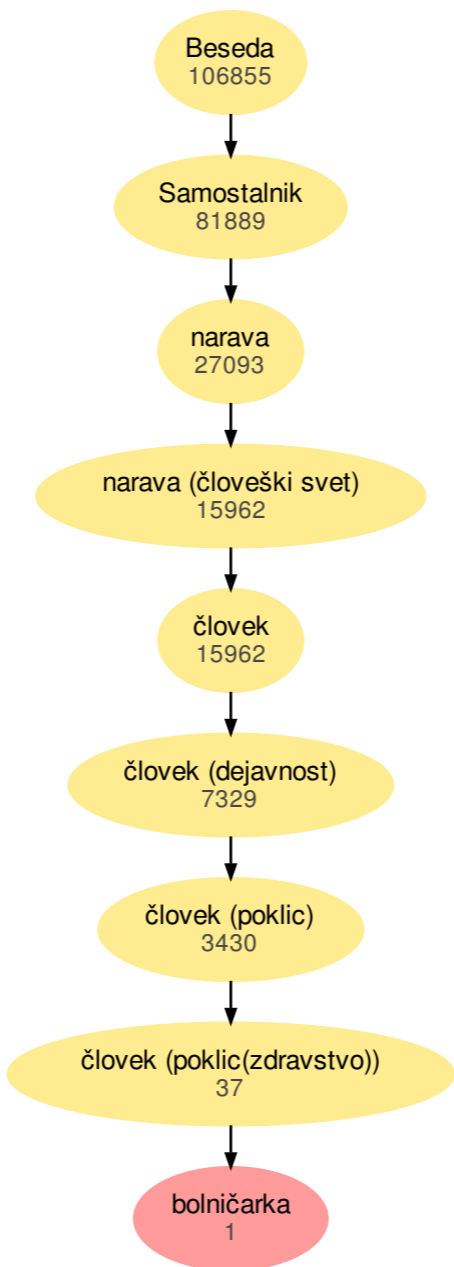 Beseda
106855
Samostalnik
81889
narava
27093
narava (človeški svet)
15962
človek
15962
človek (dejavnost)
7329
človek (poklic)
3430
človek (poklic(zdravstvo))
37
bolničarka
1